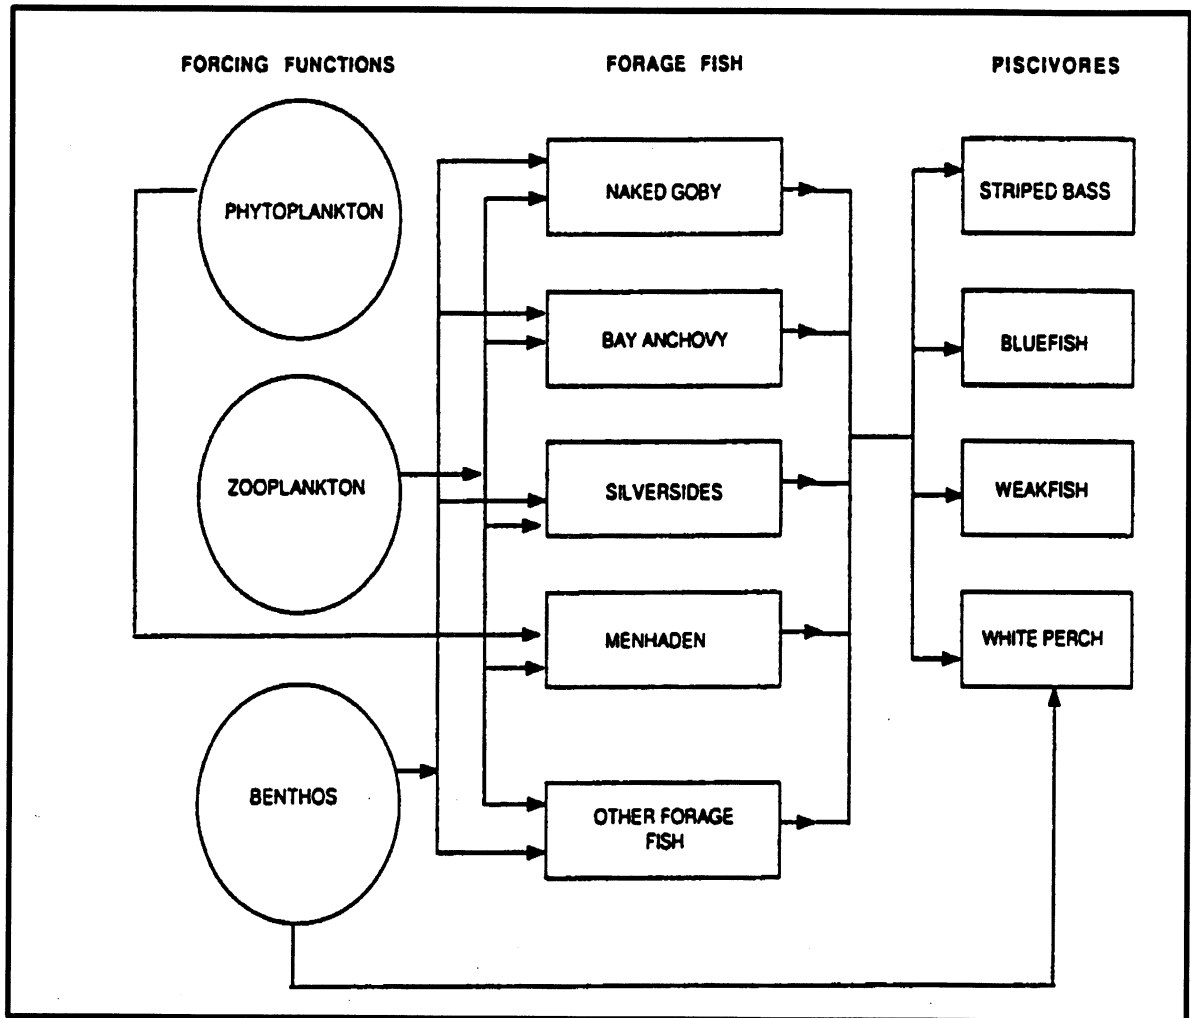 FORCING FUNCTIONS
PHYTOPLANKTON
ZOOPLANKTON
BENTHOS
FORAGE FISH
NAKED GOBY
BAY ANCHOVY
SILVERSIDES
MENHADEN
OTHER FORAGE
FISH
PISCIVORES
STRIPED BASS
BLUEFISH
WEAKFISH
WHITE PERCH